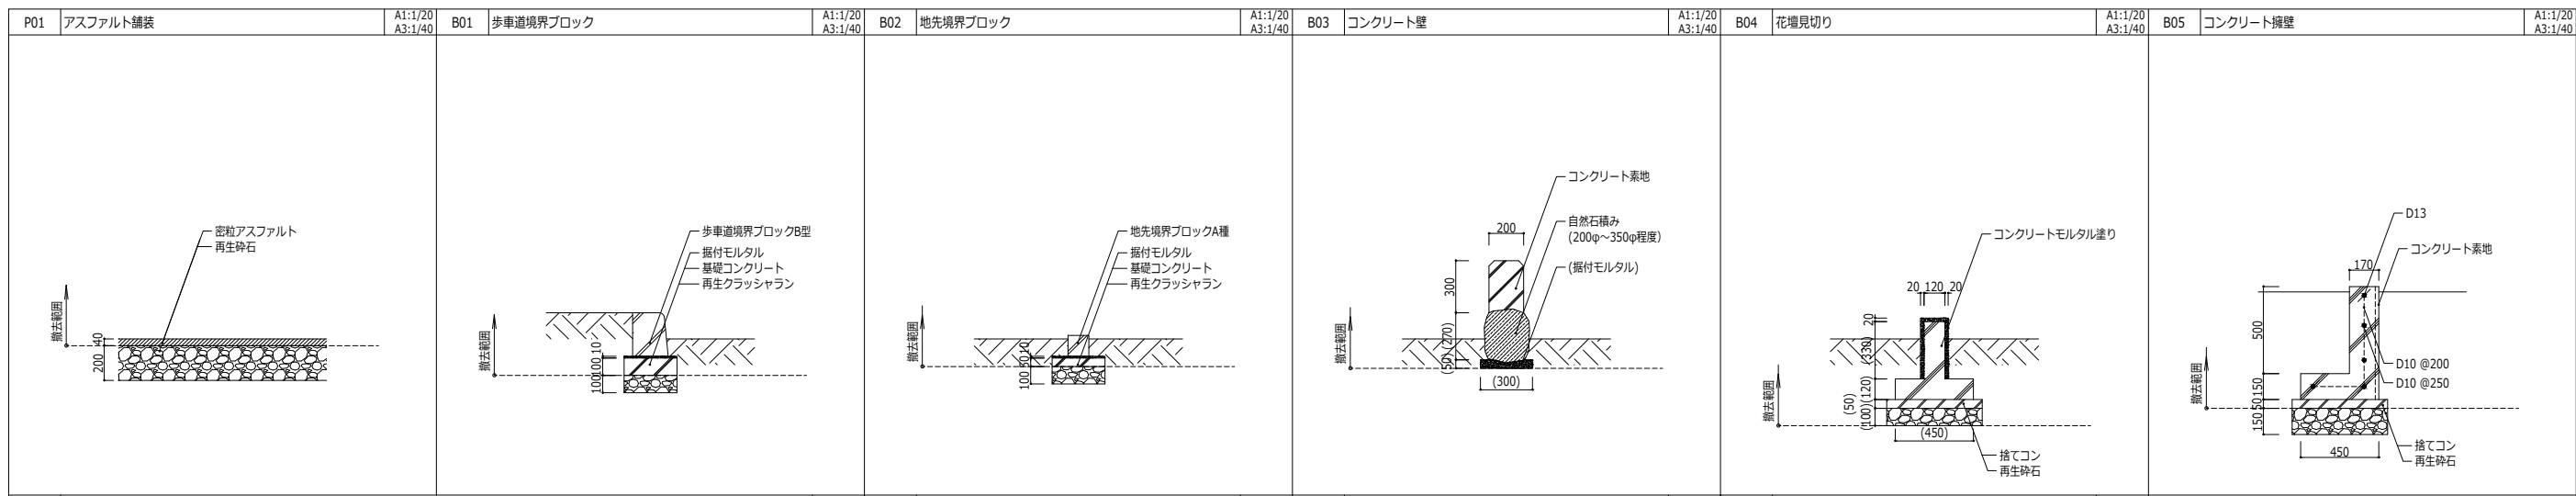 P01 アスファルト舗装 A1:1/20 A3:1/40
密粒アスファルト
再生砕石
撤去範囲
40
200
B01 歩車道境界ブロック A1:1/20 A3:1/40
歩車道境界ブロックB型
据付モルタル
基礎コンクリート
再生クラッシャラン
撤去範囲
10
100
100
B02 地先境界ブロック A1:1/20 A3:1/40
地先境界ブロックA種
据付モルタル
基礎コンクリート
再生クラッシャラン
撤去範囲
10
50
100
B03 コンクリート壁 A1:1/20 A3:1/40
コンクリート素地
自然石積み
(200φ～350φ程度)
(据付モルタル)
200
300
(270)
(50)
(300)
撤去範囲
B04 花壇見切り A1:1/20 A3:1/40
コンクリートモルタル塗り
20 120 20
20
(330)
(120)
(50)
(100)
(450)
撤去範囲
捨てコン
再生砕石
B05 コンクリート擁壁 A1:1/20 A3:1/40
D13
コンクリート素地
170
500
150
50
150
D10 @200
D10 @250
撤去範囲
450
捨てコン
再生砕石